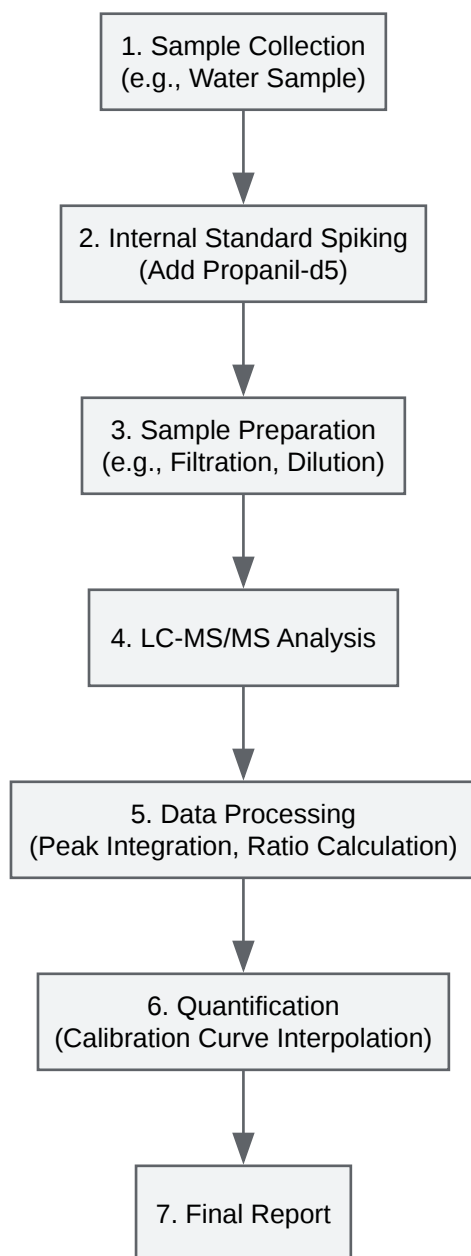 1. Sample Collection
(e.g., Water Sample)
2. Internal Standard Spiking
(Add Propanil-d5)
3. Sample Preparation
(e.g., Filtration, Dilution)
4. LC-MS/MS Analysis
5. Data Processing
(Peak Integration, Ratio Calculation)
6. Quantification
(Calibration Curve Interpolation)
7. Final Report